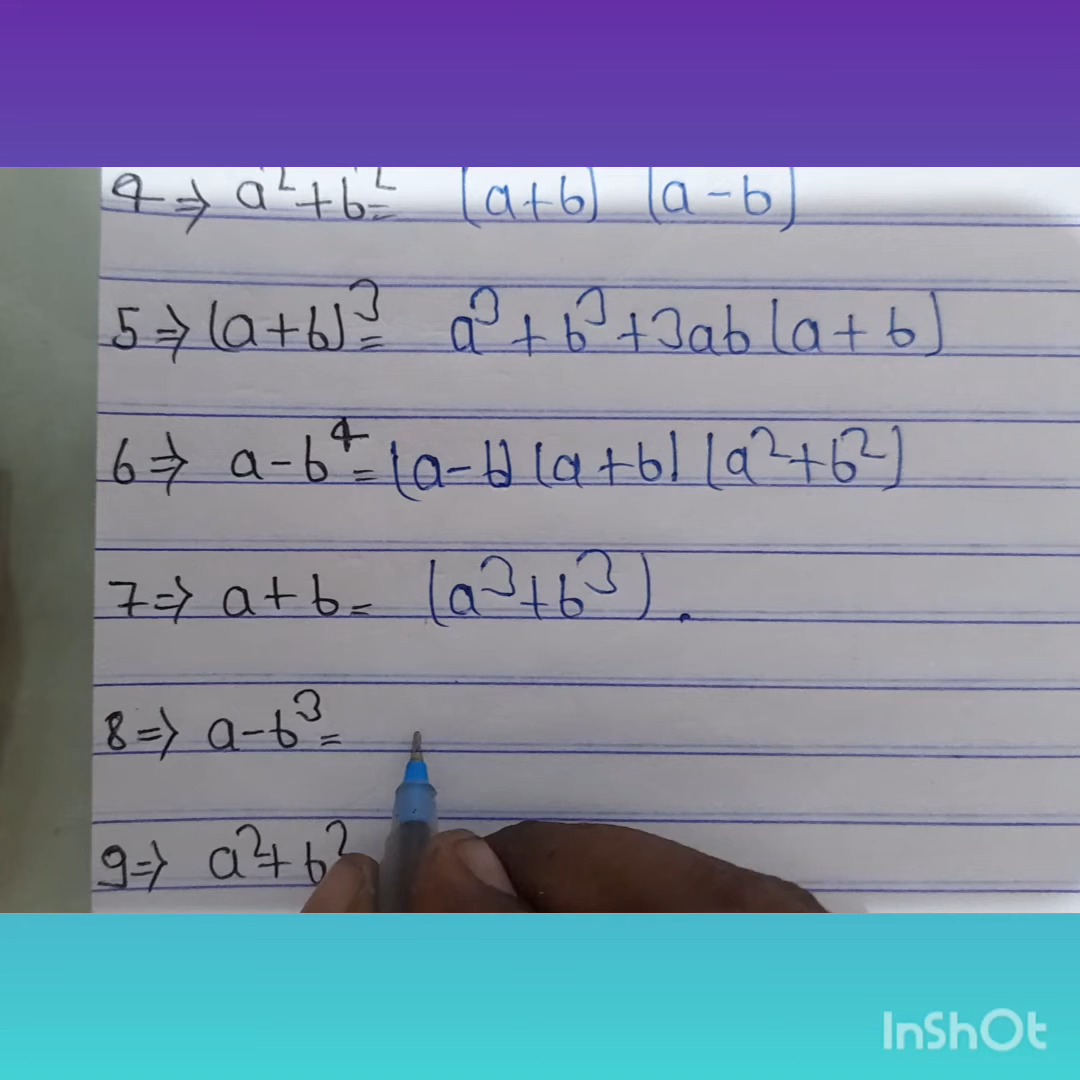 4⇒ a²+b²= (a+b) (a-b)
5⇒ (a+b)³= a³+b³+3ab(a+b)
6⇒ a-b⁴=(a-b)(a+b)(a²+b²)
7⇒ a+b= (a³+b³).
8⇒ a-b³=
9⇒ a²+b²
InShOt